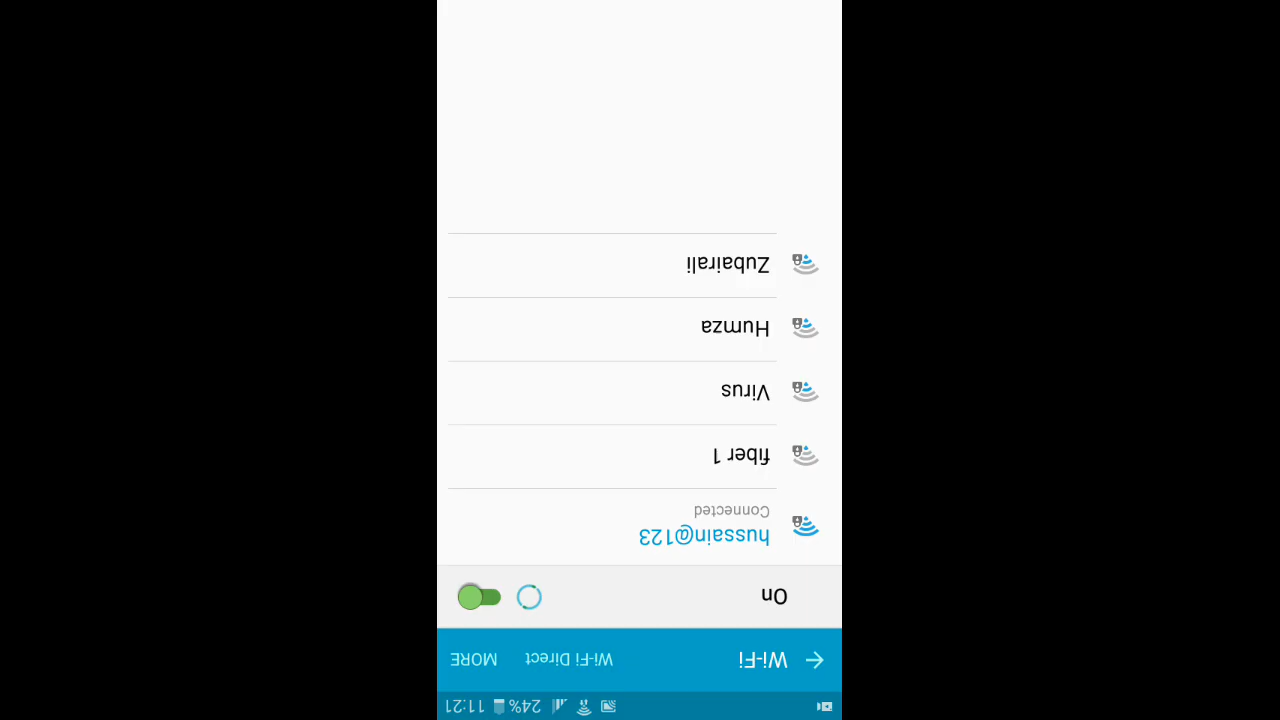 24% 11:21
Wi-Fi Wi-Fi Direct MORE
On
hussain@123
Connected
fiber 1
Virus
Humza
Zubairali